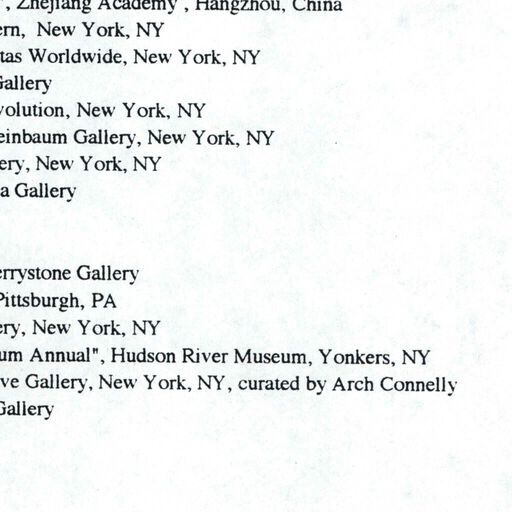 ", Zhejiang Academy", Hangzhou, China
ern, New York, NY
tas Worldwide, New York, NY
Gallery
volution, New York, NY
einbaum Gallery, New York, NY
ery, New York, NY
a Gallery
errystone Gallery
Pittsburgh, PA
ery, New York, NY
um Annual", Hudson River Museum, Yonkers, NY
ve Gallery, New York, NY, curated by Arch Connelly
Gallery